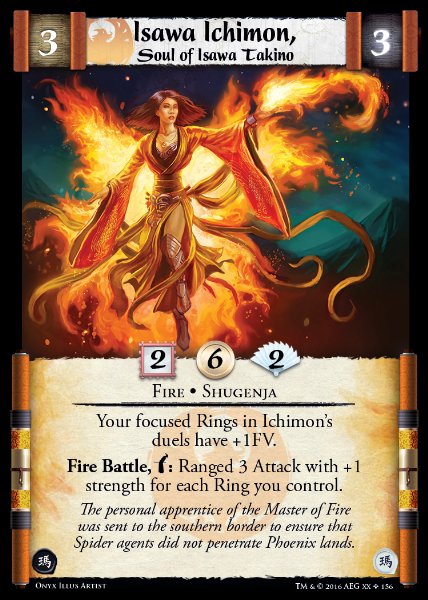 3
Isawa Ichimon,
Soul of Isawa Takino
3
2
6
2
Fire • Shugenja
Your focused Rings in Ichimon's
duels have +1FV.
Fire Battle, : Ranged 3 Attack with +1
strength for each Ring you control.
The personal apprentice of the Master of Fire
was sent to the southern border to ensure that
Spider agents did not penetrate Phoenix lands.
Onyx Illus Artist
TM & © 2016 AEG XX ❖ 156